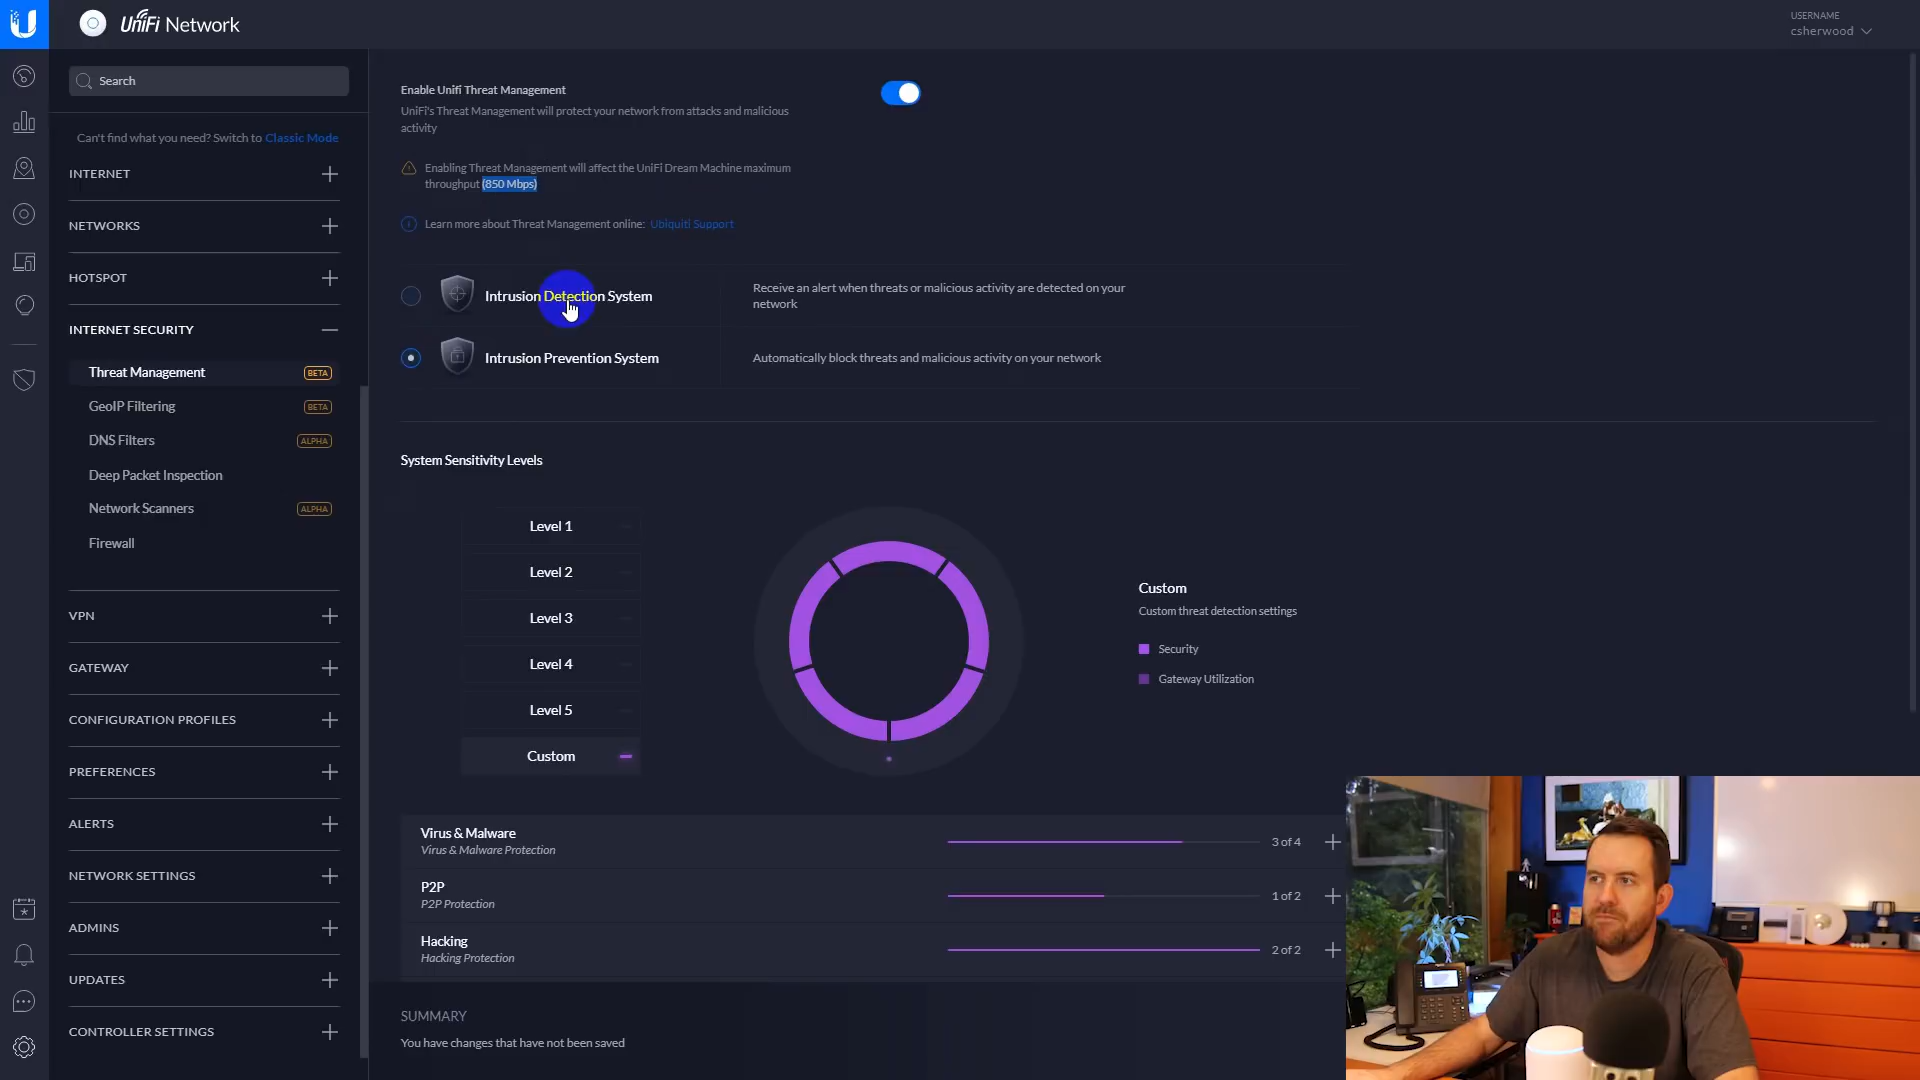 UniFi Network
USERNAME
csherwood
Search
Can't find what you need? Switch to Classic Mode
INTERNET
NETWORKS
HOTSPOT
INTERNET SECURITY
Threat Management BETA
GeoIP Filtering BETA
DNS Filters ALPHA
Deep Packet Inspection
Network Scanners ALPHA
Firewall
VPN
GATEWAY
CONFIGURATION PROFILES
PREFERENCES
ALERTS
NETWORK SETTINGS
ADMINS
UPDATES
CONTROLLER SETTINGS
Enable Unifi Threat Management
UniFi's Threat Management will protect your network from attacks and malicious
activity
Enabling Threat Management will affect the UniFi Dream Machine maximum
throughput (850 Mbps)
Learn more about Threat Management online: Ubiquiti Support
Intrusion Detection System
Receive an alert when threats or malicious activity are detected on your
network
Intrusion Prevention System
Automatically block threats and malicious activity on your network
System Sensitivity Levels
Level 1
Level 2
Level 3
Level 4
Level 5
Custom
Custom
Custom threat detection settings
Security
Gateway Utilization
Virus & Malware
Virus & Malware Protection
3 of 4
P2P
P2P Protection
1 of 2
Hacking
Hacking Protection
2 of 2
SUMMARY
You have changes that have not been saved